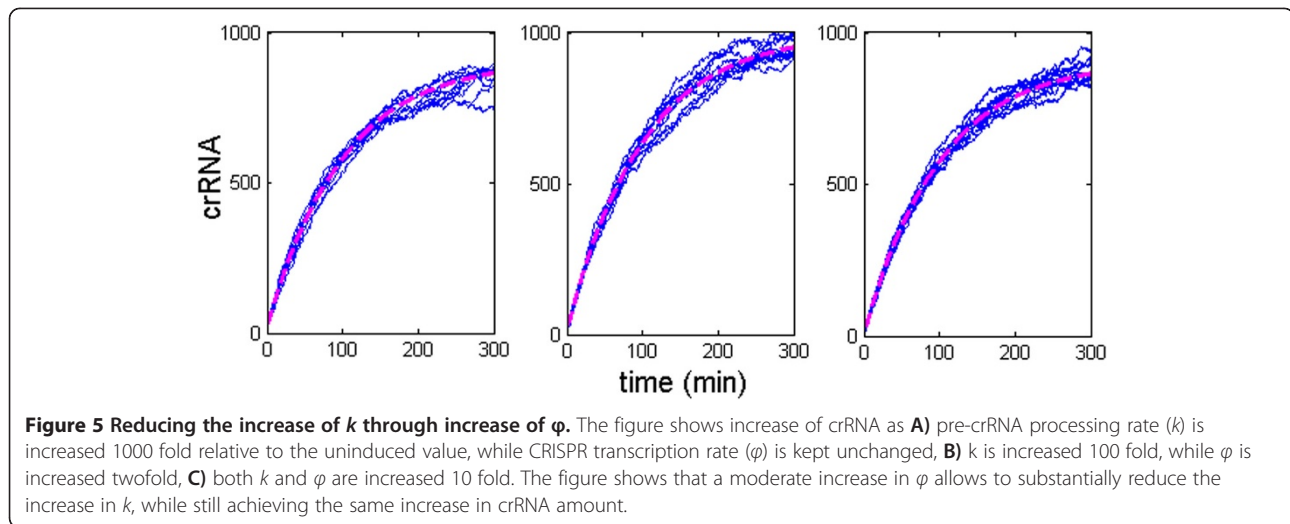 1000
500
0
0 100 200 300
1000
500
0
0 100 200 300
1000
500
0
0 100 200 300
crRNA
time (min)
Figure 5 Reducing the increase of k through increase of φ. The figure shows increase of crRNA as A) pre-crRNA processing rate (k) is
increased 1000 fold relative to the uninduced value, while CRISPR transcription rate (φ) is kept unchanged, B) k is increased 100 fold, while φ is
increased twofold, C) both k and φ are increased 10 fold. The figure shows that a moderate increase in φ allows to substantially reduce the
increase in k, while still achieving the same increase in crRNA amount.